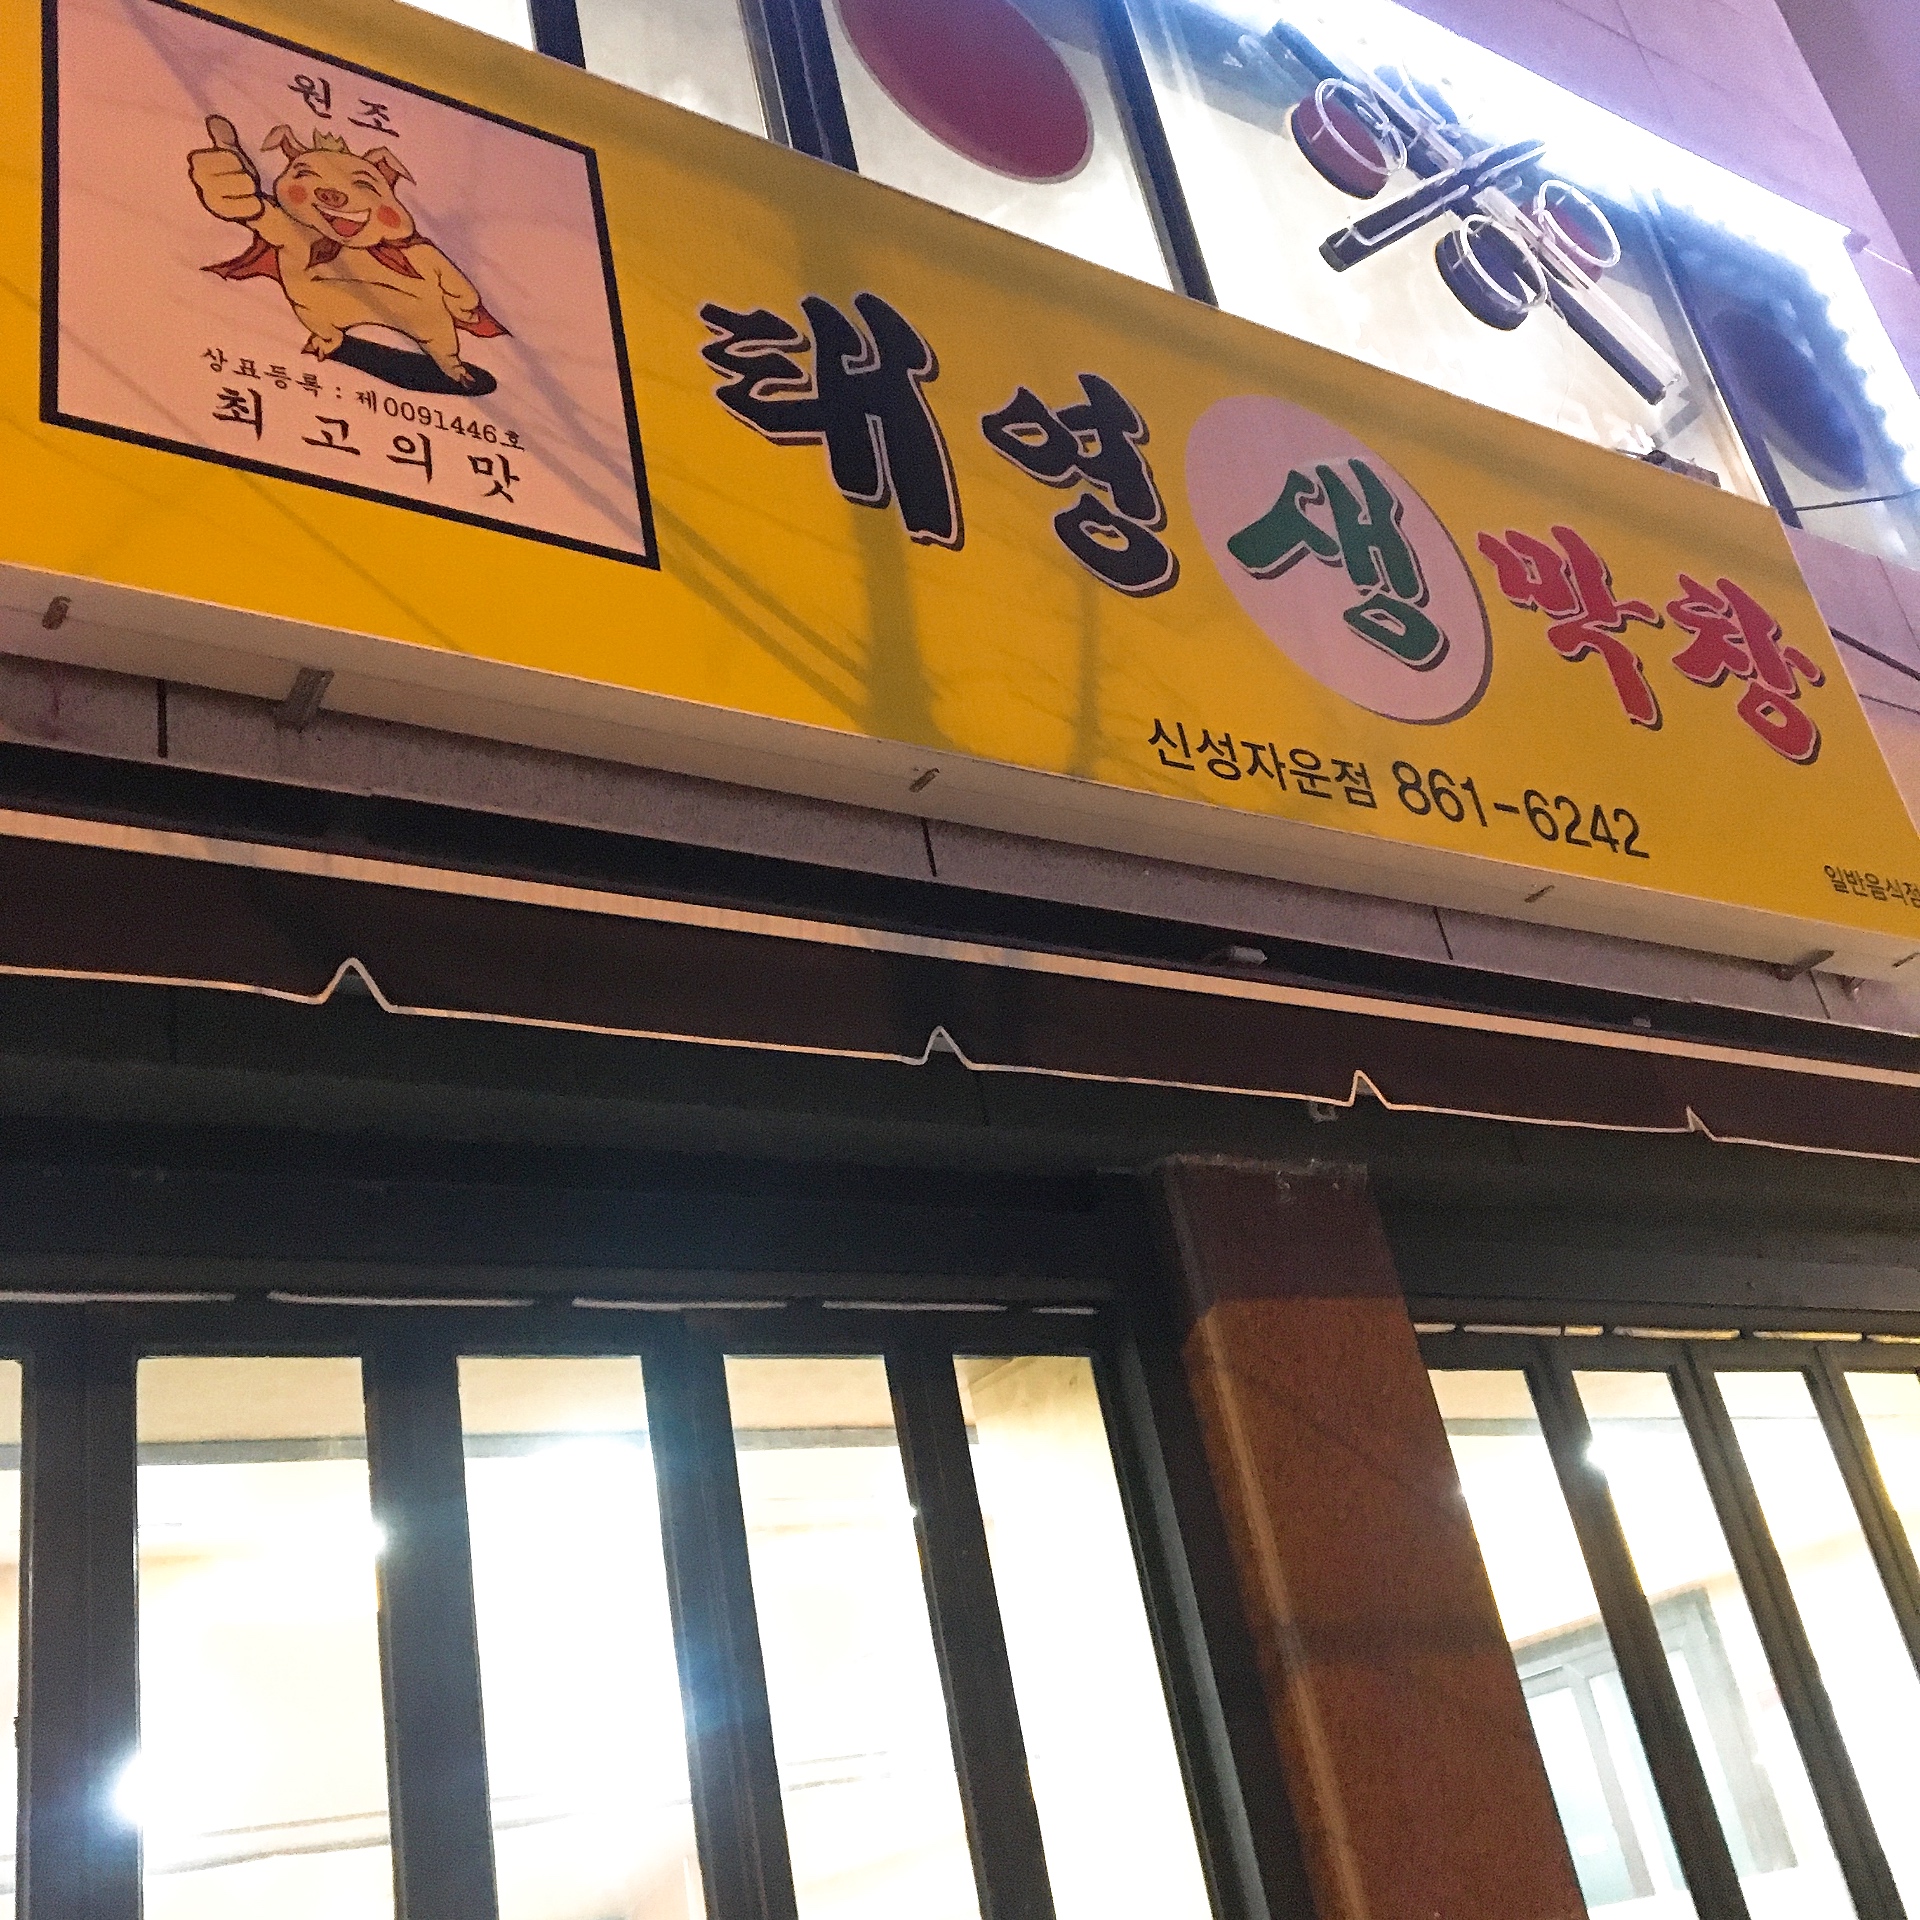 원조
상표등록 : 제0091446호
최고의 맛
태영생막창
신성자운점 861-6242
일반음식점